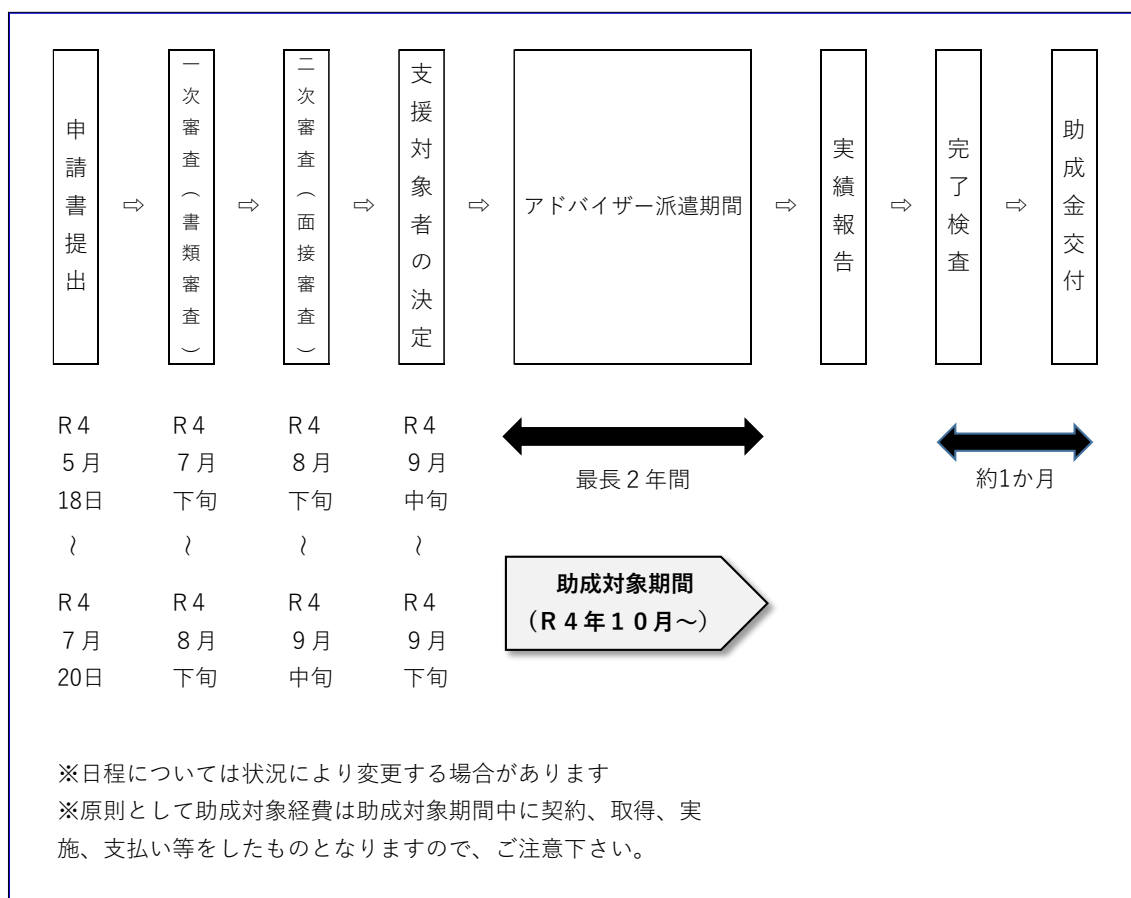 申請書提出
⇨
一次審査（書類審査）
⇨
二次審査（面接審査）
⇨
支援対象者の決定
⇨
アドバイザー派遣期間
⇨
実績報告
⇨
完了検査
⇨
助成金交付
R４
５月
18日
～
R４
７月
20日
R４
７月
下旬
～
R４
８月
下旬
R４
８月
下旬
～
R４
９月
中旬
R４
９月
中旬
～
R４
９月
下旬
最長２年間
約1か月
助成対象期間
（R４年１０月～）
※日程については状況により変更する場合があります
※原則として助成対象経費は助成対象期間中に契約、取得、実
施、支払い等をしたものとなりますので、ご注意下さい。